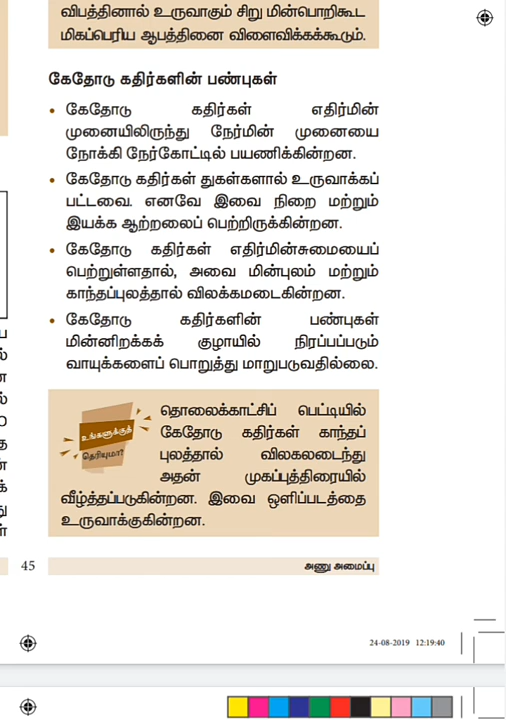 விபத்தினால் உருவாகும் சிறு மின்பொறிகூட
மிகப்பெரிய ஆபத்தினை விளைவிக்கக்கூடும்.
கேதோடு கதிர்களின் பண்புகள்
• கேதோடு கதிர்கள் எதிர்மின்
முனையிலிருந்து நேர்மின் முனையை
நோக்கி நேர்கோட்டில் பயணிக்கின்றன.
• கேதோடு கதிர்கள் துகள்களால் உருவாக்கப்
பட்டவை. எனவே இவை நிறை மற்றும்
இயக்க ஆற்றலைப் பெற்றிருக்கின்றன.
• கேதோடு கதிர்கள் எதிர்மின்சுமையைப்
பெற்றுள்ளதால், அவை மின்புலம் மற்றும்
காந்தப்புலத்தால் விலக்கமடைகின்றன.
• கேதோடு கதிர்களின் பண்புகள்
மின்னிறக்கக் குழாயில் நிரப்பப்படும்
வாயுக்களைப் பொறுத்து மாறுபடுவதில்லை.
உங்களுக்குத்
தெரியுமா?
தொலைக்காட்சிப் பெட்டியில்
கேதோடு கதிர்கள் காந்தப்
புலத்தால் விலகலடைந்து
அதன் முகப்புத்திரையில்
வீழ்த்தப்படுகின்றன. இவை ஒளிப்படத்தை
உருவாக்குகின்றன.
45
அணு அமைப்பு
24-08-2019 12:19:40